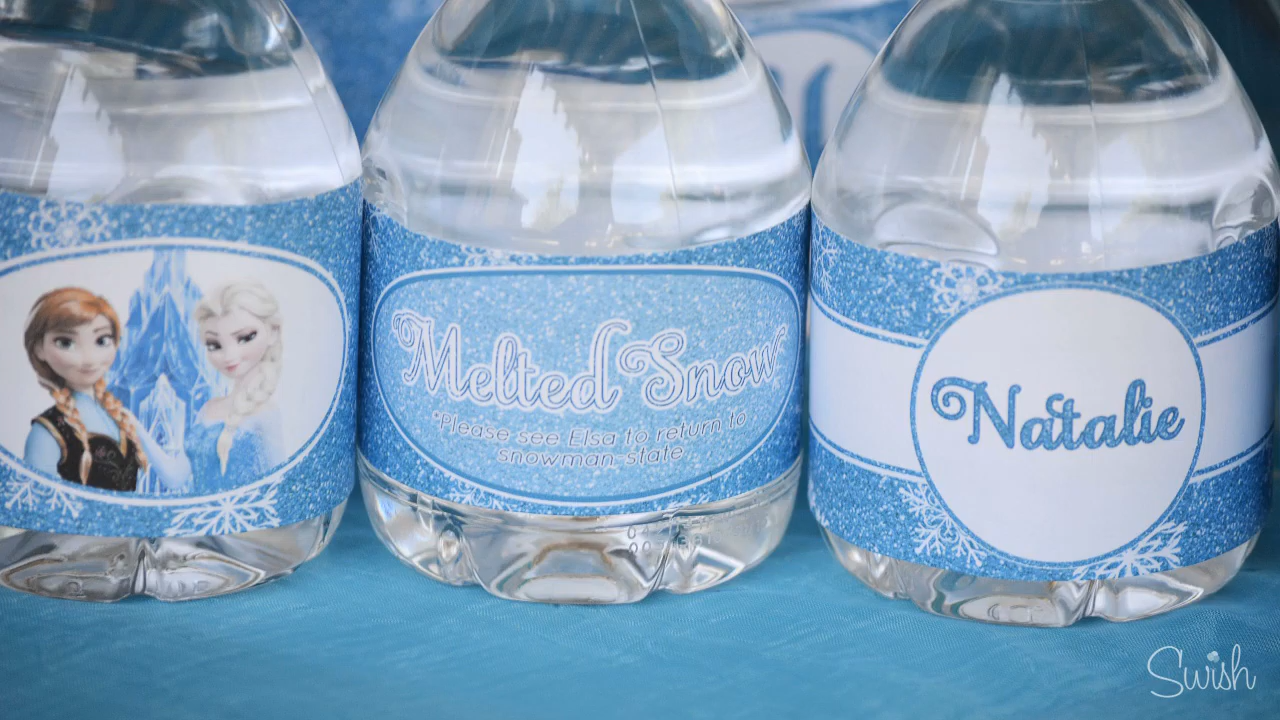 Melted Snow
*Please see Elsa to return to
snowman-state
Natalie
Swish